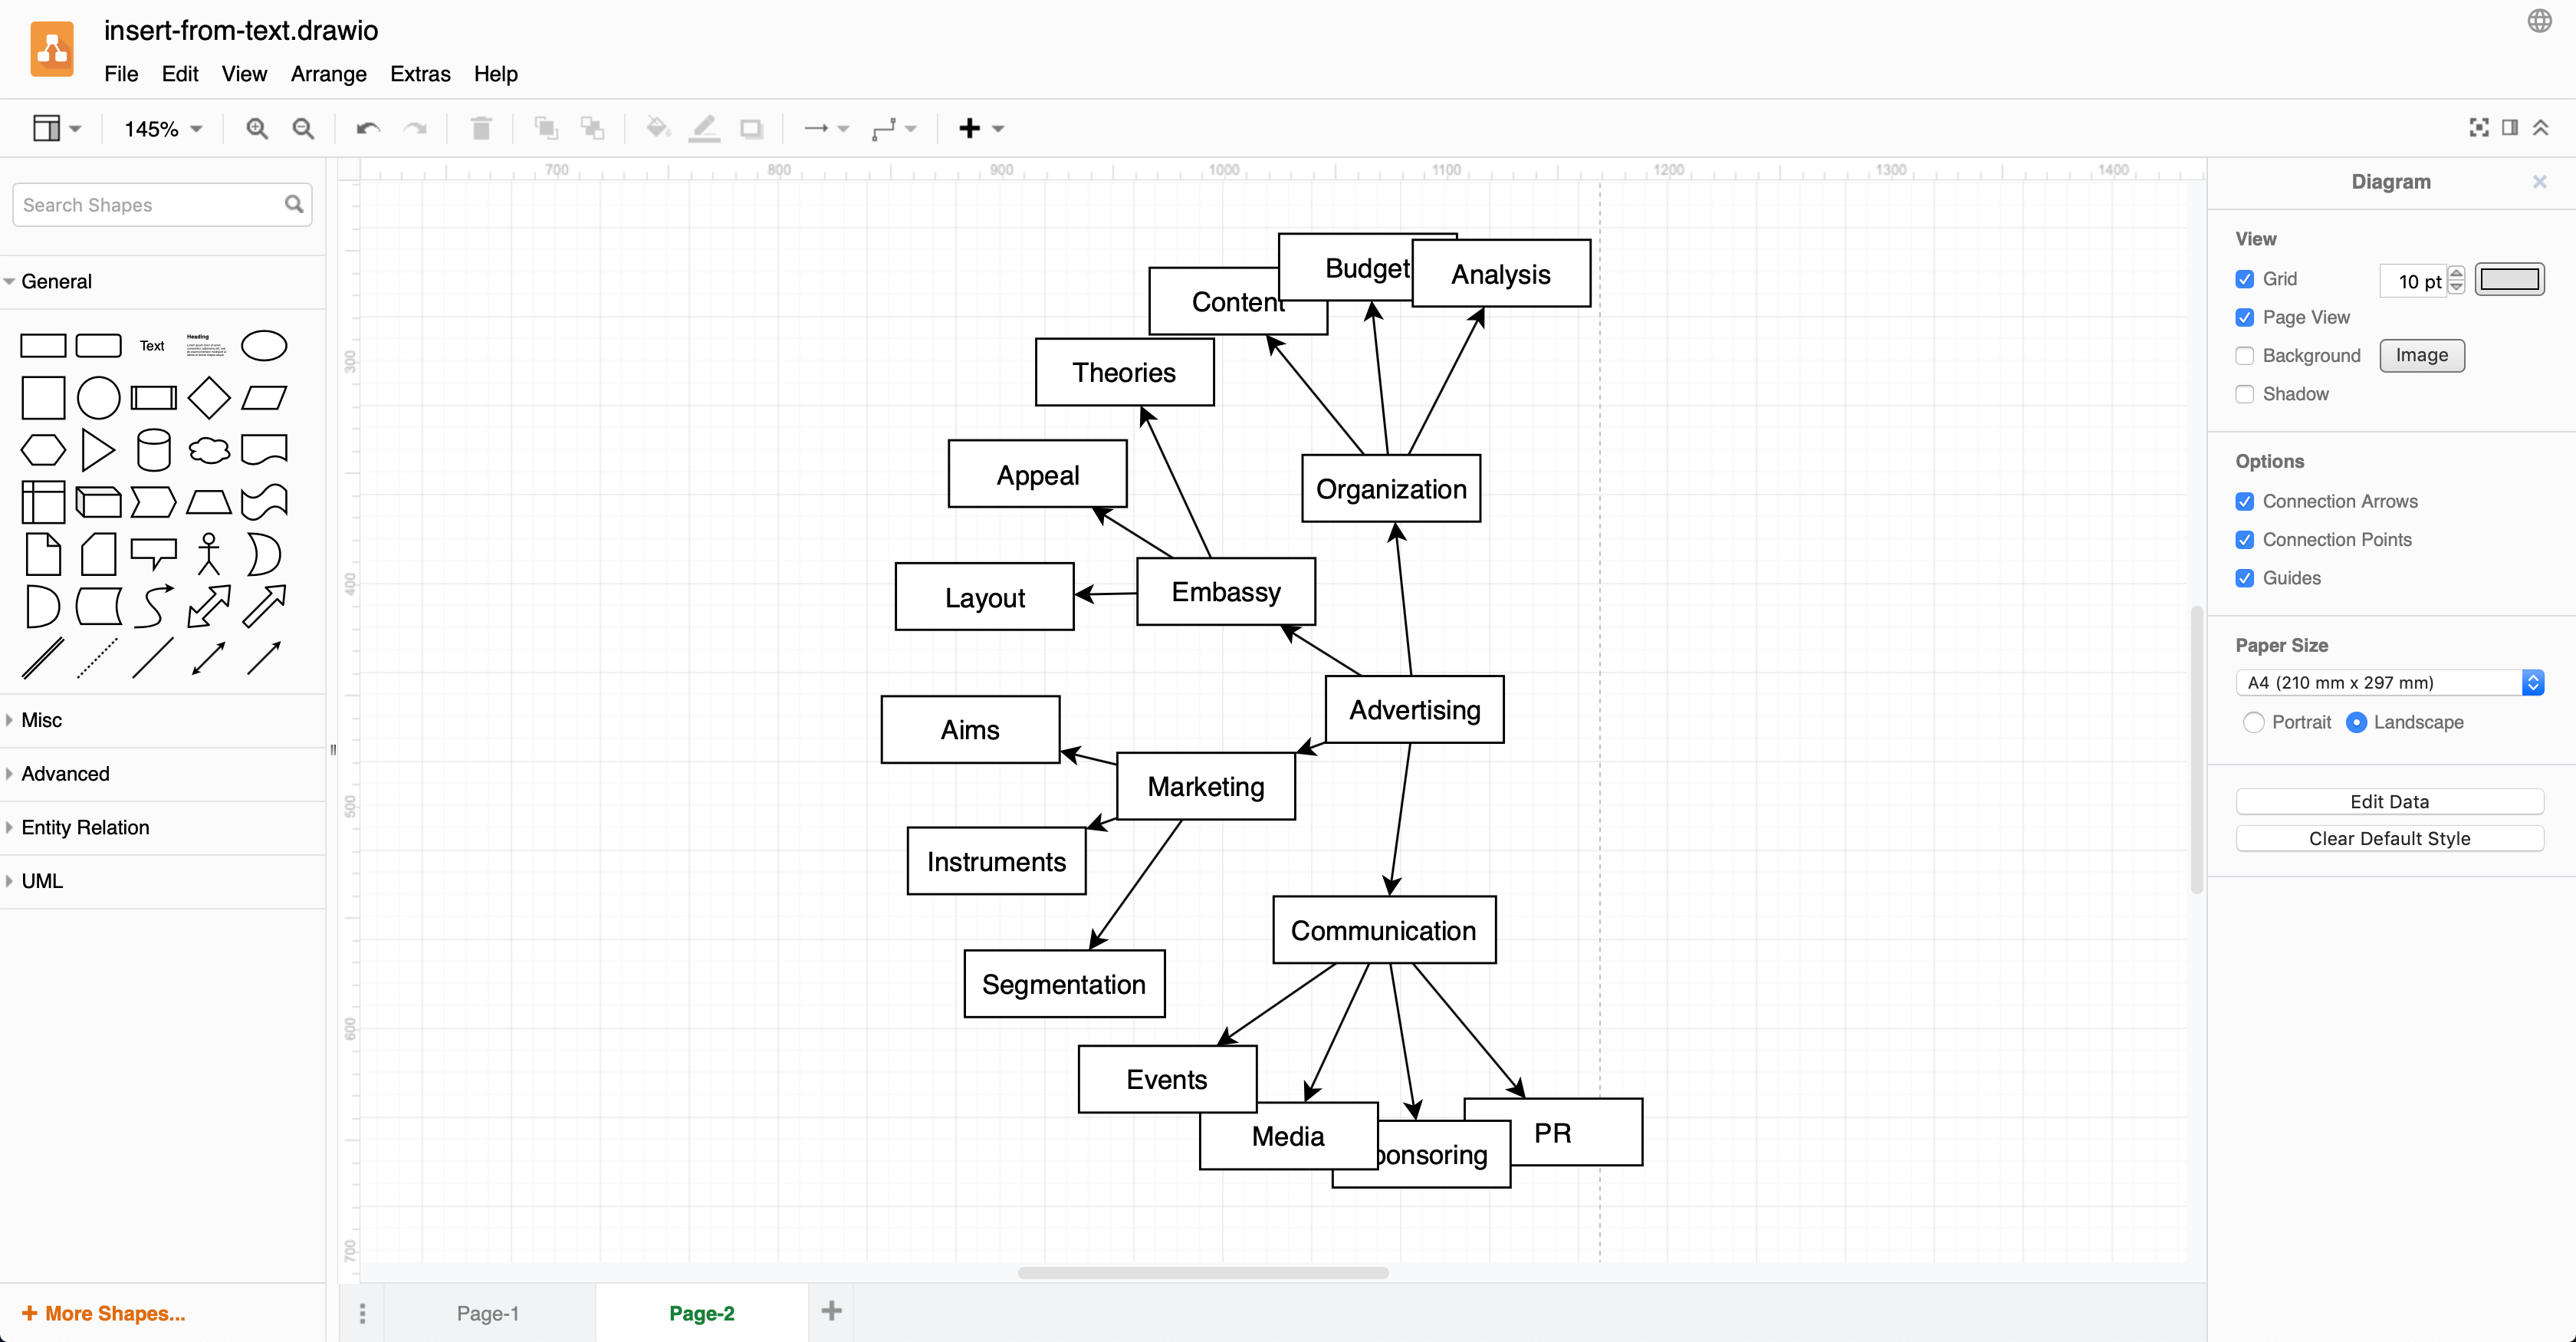 insert-from-text.drawio
File Edit View Arrange Extras Help
145%
Search Shapes
General
Text
Heading
Misc
Advanced
Entity Relation
UML
More Shapes...
700 800 900 1000 1100 1200 1300 1400
300
400
500
600
700
Budget
Analysis
Content
Theories
Appeal
Organization
Layout
Embassy
Advertising
Aims
Marketing
Instruments
Communication
Segmentation
Events
Media
ponsoring
PR
Page-1
Page-2
Diagram
View
Grid 10 pt
Page View
Background Image
Shadow
Options
Connection Arrows
Connection Points
Guides
Paper Size
A4 (210 mm x 297 mm)
Portrait Landscape
Edit Data
Clear Default Style